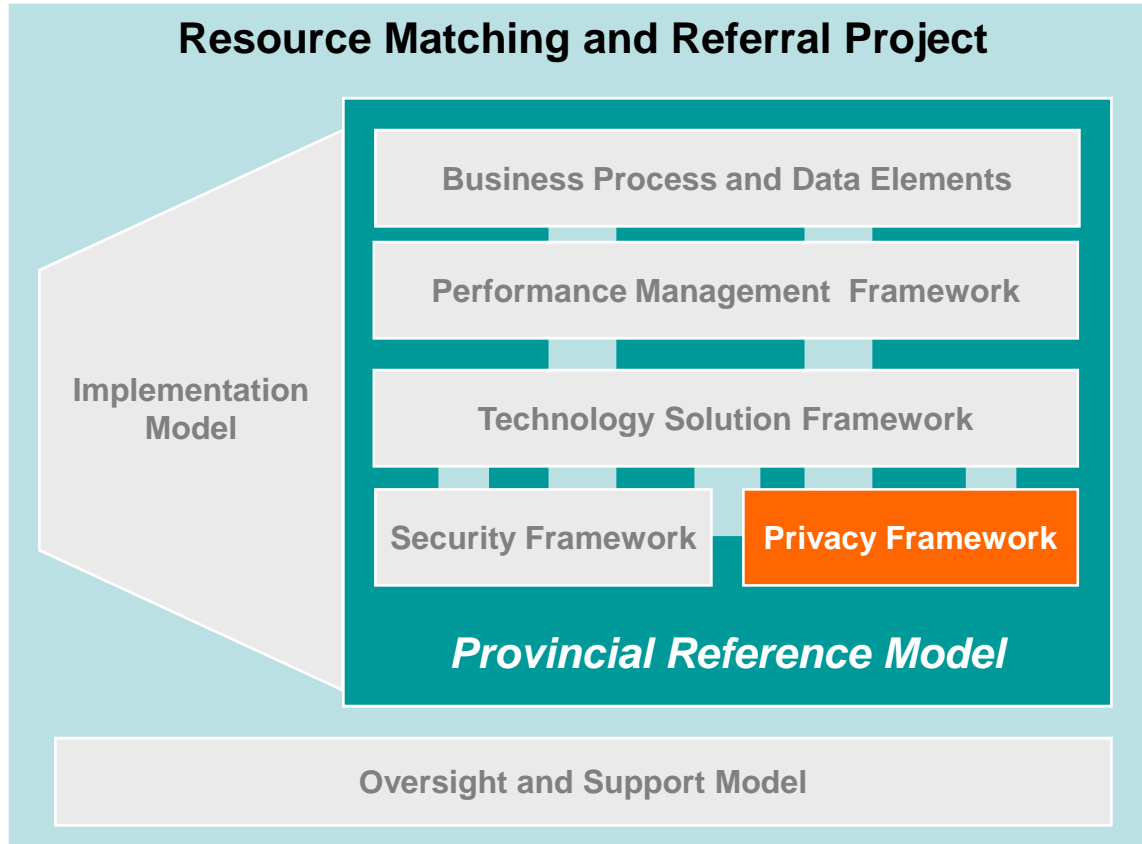 Resource Matching and Referral Project
Business Process and Data Elements
Performance Management Framework
Implementation
Model
Technology Solution Framework
Security Framework
Privacy Framework
Provincial Reference Model
Oversight and Support Model